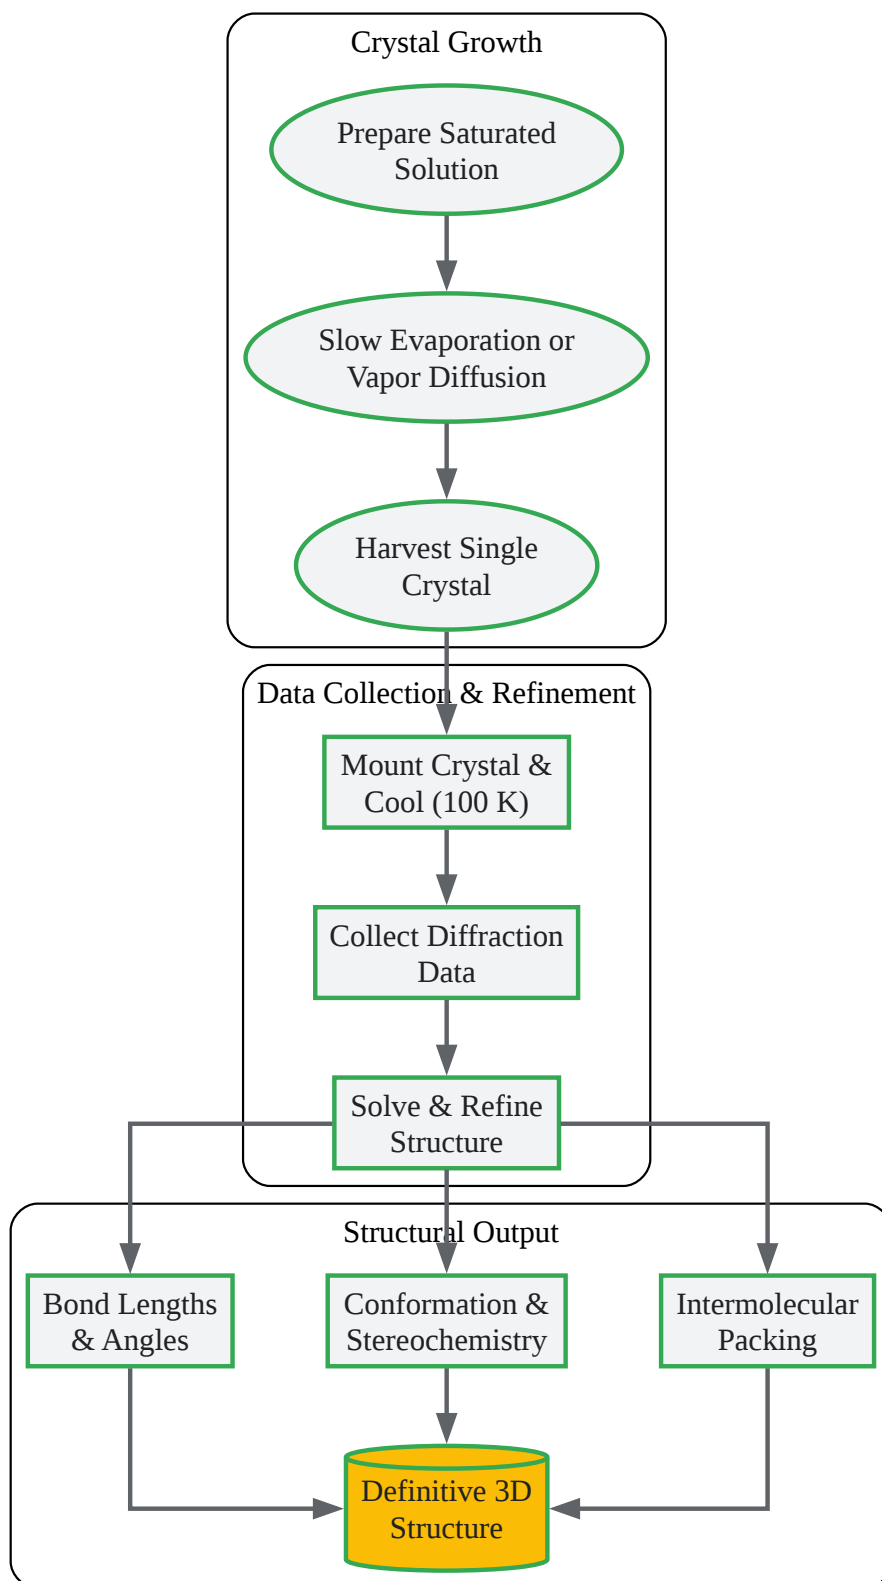 Crystal Growth
Prepare Saturated
Solution
Slow Evaporation or
Vapor Diffusion
Harvest Single
Crystal
Data Collection & Refinement
Mount Crystal &
Cool (100 K)
Collect Diffraction
Data
Solve & Refine
Structure
Structural Output
Bond Lengths
& Angles
Conformation &
Stereochemistry
Intermolecular
Packing
Definitive 3D
Structure